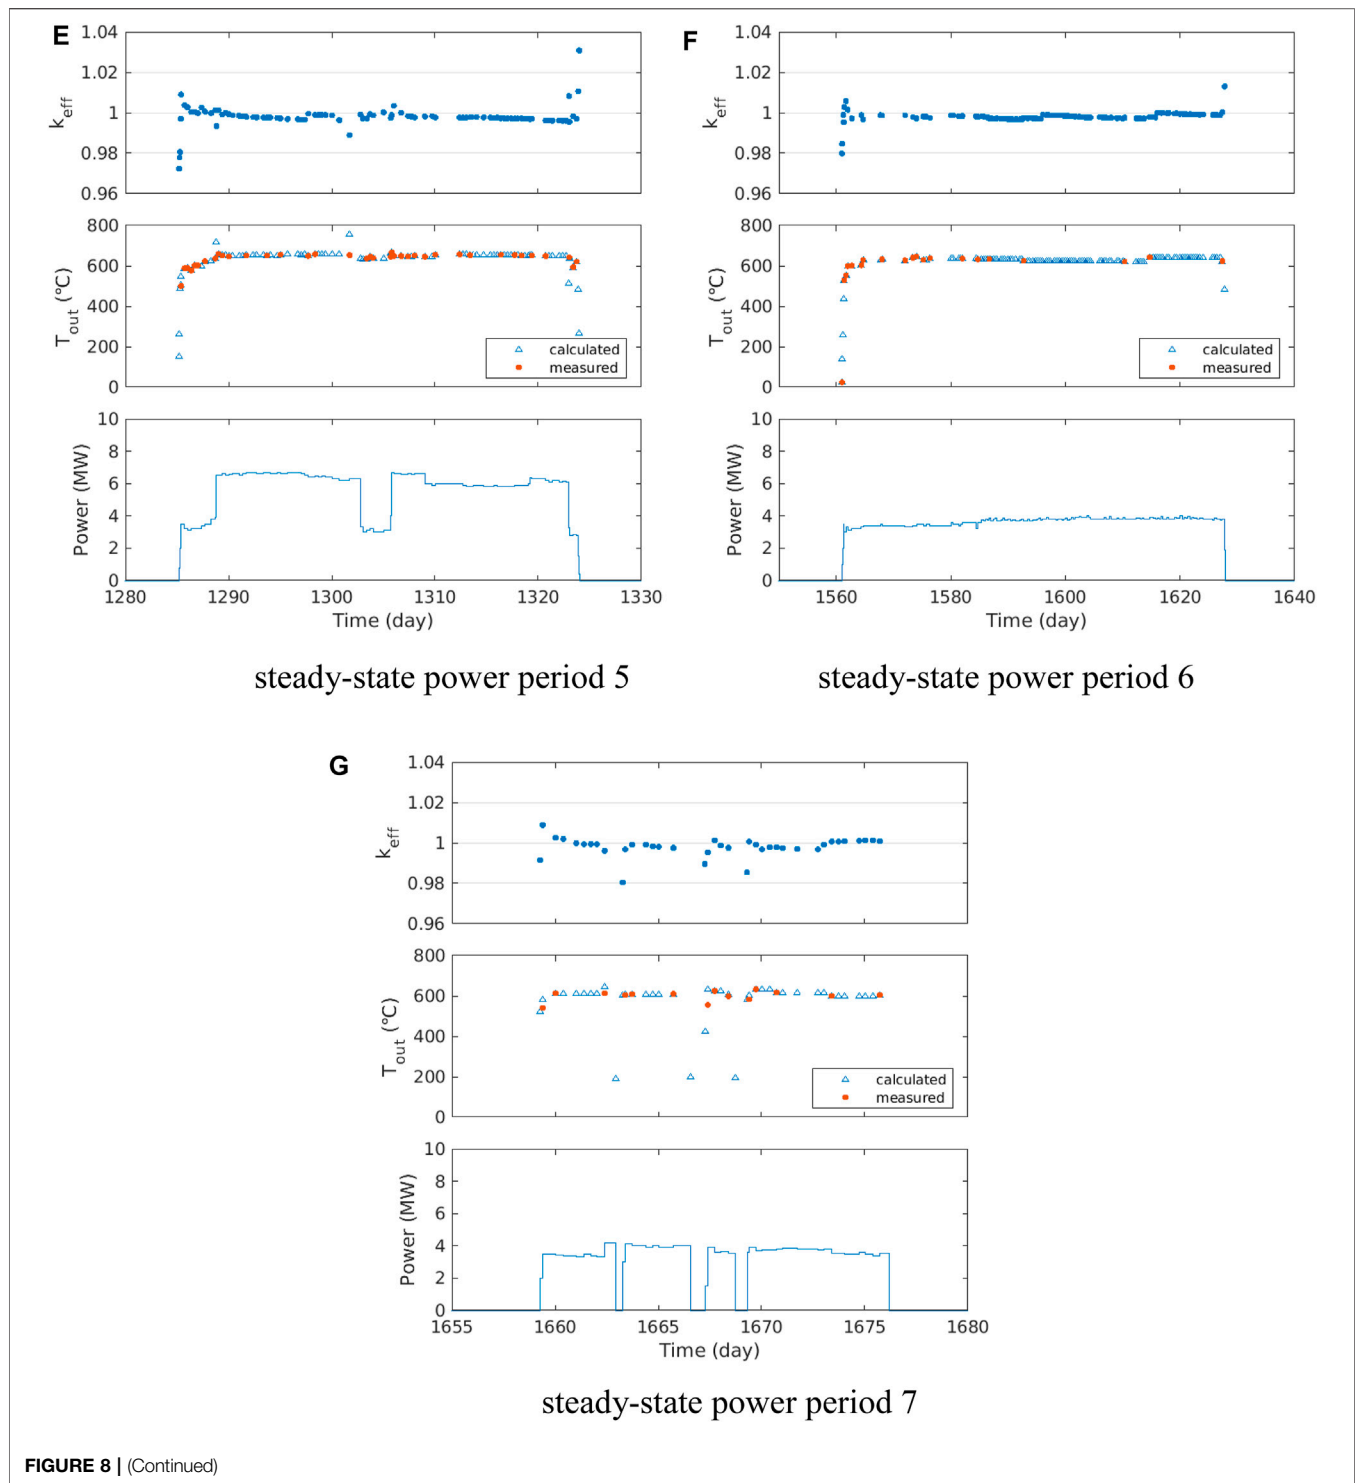 E
1.04
1.02
1
0.98
0.96
k_eff
800
600
400
200
0
T_out (°C)
calculated
measured
10
8
6
4
2
0
Power (MW)
1280 1290 1300 1310 1320 1330
Time (day)
steady-state power period 5
F
1.04
1.02
1
0.98
0.96
k_eff
800
600
400
200
0
T_out (°C)
calculated
measured
10
8
6
4
2
0
Power (MW)
1560 1580 1600 1620 1640
Time (day)
steady-state power period 6
G
1.04
1.02
1
0.98
0.96
k_eff
800
600
400
200
0
T_out (°C)
calculated
measured
10
8
6
4
2
0
Power (MW)
1655 1660 1665 1670 1675 1680
Time (day)
steady-state power period 7
FIGURE 8 | (Continued)